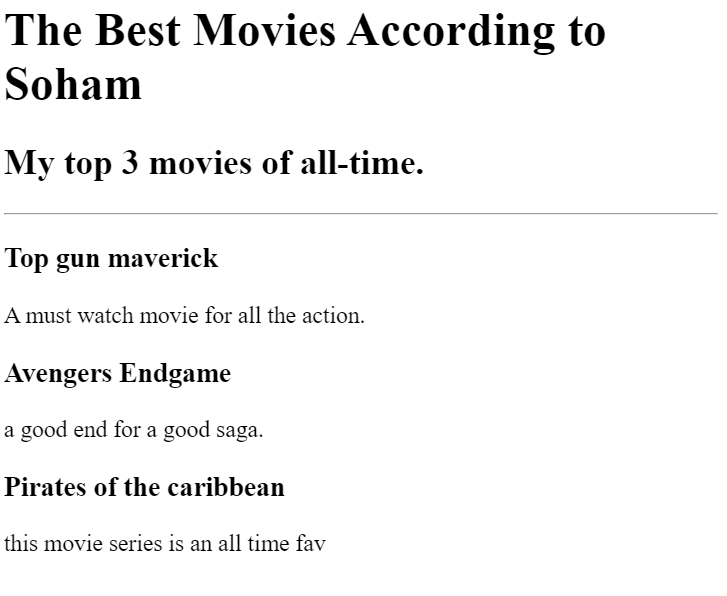 The Best Movies According to
Soham
My top 3 movies of all-time.
Top gun maverick
A must watch movie for all the action.
Avengers Endgame
a good end for a good saga.
Pirates of the caribbean
this movie series is an all time fav